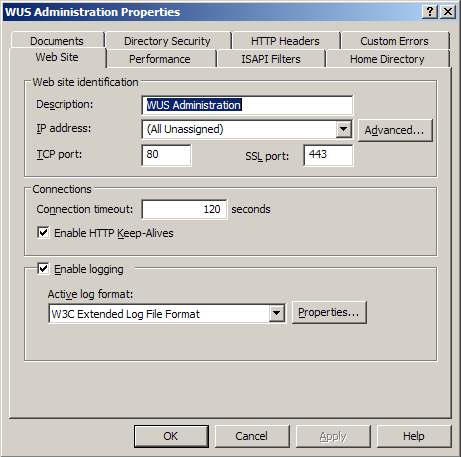 WUS Administration Properties
Documents Directory Security HTTP Headers Custom Errors
Web Site Performance ISAPI Filters Home Directory
Web site identification
Description: WUS Administration
IP address: (All Unassigned) Advanced...
TCP port: 80 SSL port: 443
Connections
Connection timeout: 120 seconds
Enable HTTP Keep-Alives
Enable logging
Active log format:
W3C Extended Log File Format Properties...
OK Cancel Apply Help